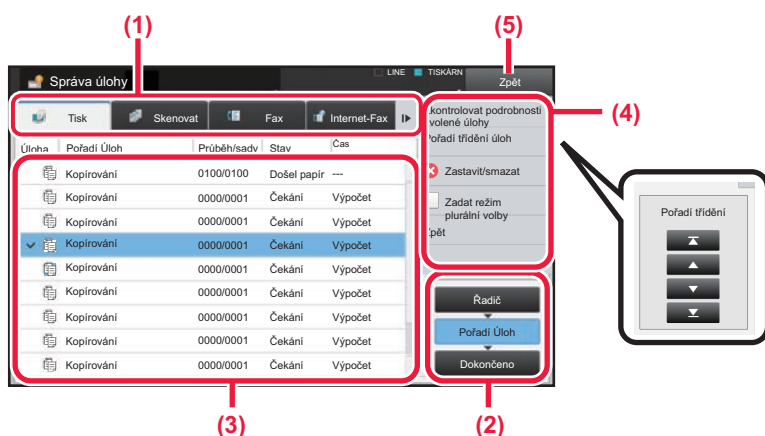 (1)
(5)
Správa úlohy
LINE
TISKÁRN
Zpět
Tisk
Skenovat
Fax
Internet-Fax
kontrolovat podrobnosti
volené úlohy
(4)
Úloha
Pořadí Úloh
Průběh/sady
Stav
Čas
Pořadí třídění úloh
Kopírování 0100/0100 Došel papír ---
Zastavit/smazat
Kopírování 0000/0001 Čekání Výpočet
Zadat režim
plurální volby
Kopírování 0000/0001 Čekání Výpočet
Zpět
Pořadí třídění
Kopírování 0000/0001 Čekání Výpočet
Kopírování 0000/0001 Čekání Výpočet
Kopírování 0000/0001 Čekání Výpočet
Řadič
Kopírování 0000/0001 Čekání Výpočet
Pořadí Úloh
Kopírování 0000/0001 Čekání Výpočet
Kopírování 0000/0001 Čekání Výpočet
Dokončeno
(3)
(2)